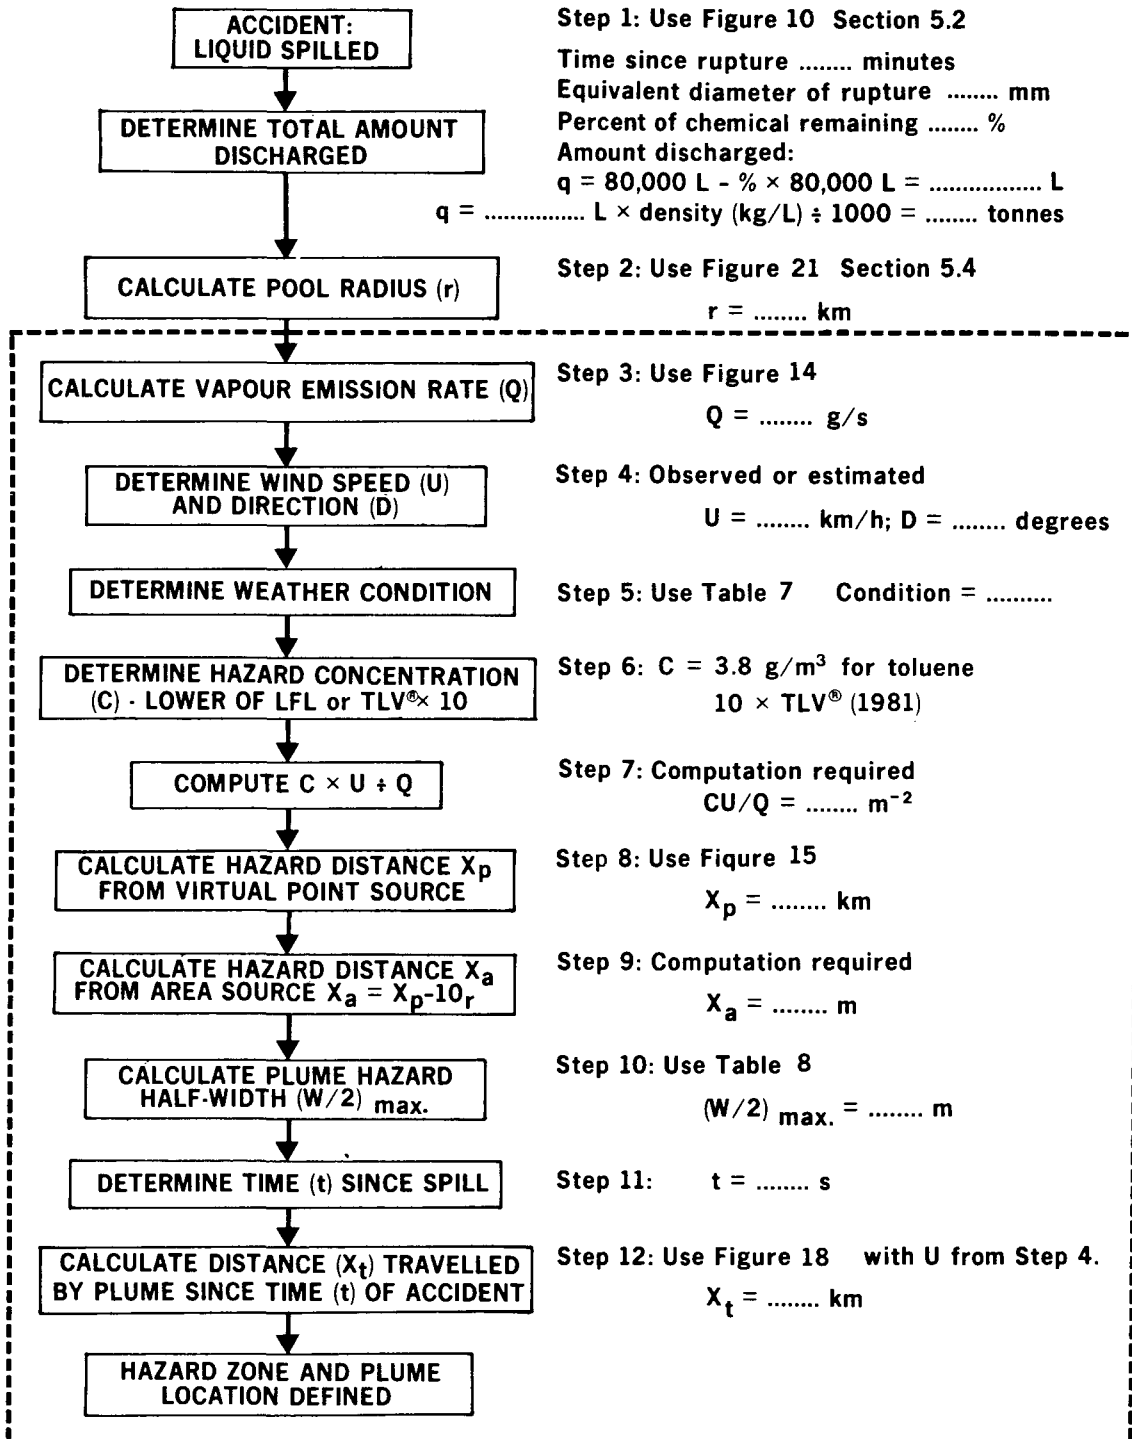 ACCIDENT:
LIQUID SPILLED
Step 1: Use Figure 10 Section 5.2
Time since rupture ........ minutes
Equivalent diameter of rupture ........ mm
DETERMINE TOTAL AMOUNT
DISCHARGED
Percent of chemical remaining ........ %
Amount discharged:
q = 80,000 L - % × 80,000 L = ................. L
q = ............... L × density (kg/L) ÷ 1000 = ........ tonnes
CALCULATE POOL RADIUS (r)
Step 2: Use Figure 21 Section 5.4
r = ........ km
CALCULATE VAPOUR EMISSION RATE (Q)
Step 3: Use Figure 14
Q = ........ g/s
DETERMINE WIND SPEED (U)
AND DIRECTION (D)
Step 4: Observed or estimated
U = ........ km/h; D = ........ degrees
DETERMINE WEATHER CONDITION
Step 5: Use Table 7 Condition = ..........
DETERMINE HAZARD CONCENTRATION
(C) - LOWER OF LFL or TLV®× 10
Step 6: C = 3.8 g/m³ for toluene
10 × TLV® (1981)
COMPUTE C × U ÷ Q
Step 7: Computation required
CU/Q = ........ m⁻²
CALCULATE HAZARD DISTANCE Xp
FROM VIRTUAL POINT SOURCE
Step 8: Use Fiqure 15
Xp = ........ km
CALCULATE HAZARD DISTANCE Xa
FROM AREA SOURCE Xa = Xp-10r
Step 9: Computation required
Xa = ........ m
CALCULATE PLUME HAZARD
HALF-WIDTH (W/2) max.
Step 10: Use Table 8
(W/2) max. = ........ m
DETERMINE TIME (t) SINCE SPILL
Step 11: t = ........ s
CALCULATE DISTANCE (Xt) TRAVELLED
BY PLUME SINCE TIME (t) OF ACCIDENT
Step 12: Use Figure 18 with U from Step 4.
Xt = ........ km
HAZARD ZONE AND PLUME
LOCATION DEFINED